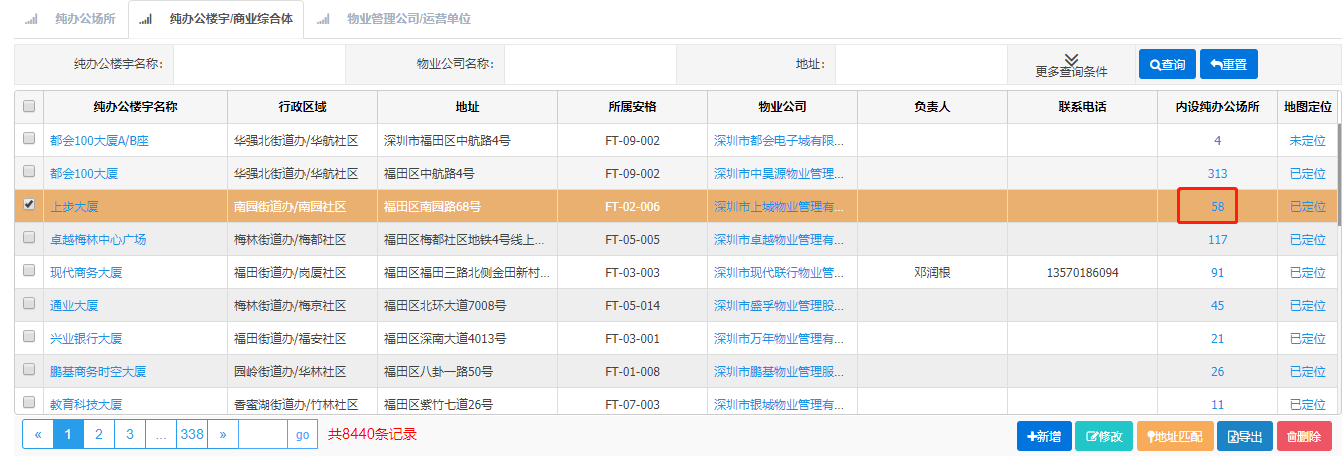 纯办公场所 纯办公楼宇/商业综合体 物业管理公司/运营单位
纯办公楼宇名称: 物业公司名称: 地址: 更多查询条件 查询 重置
纯办公楼宇名称 行政区域 地址 所属安格 物业公司 负责人 联系电话 内设纯办公场所 地图定位
都会100大厦A/B座 华强北街道办/华航社区 深圳市福田区中航路4号 FT-09-002 深圳市都会电子城有限... 4 未定位
都会100大厦 华强北街道办/华航社区 福田区中航路4号 FT-09-002 深圳市中昊源物业管理... 313 已定位
上步大厦 南园街道办/南园社区 福田区南园路68号 FT-02-006 深圳市上城物业管理有... 58 已定位
卓越梅林中心广场 梅林街道办/梅都社区 福田区梅都社区地铁4号线上... FT-05-005 深圳市卓越物业管理有... 117 已定位
现代商务大厦 福田街道办/岗厦社区 福田区福田三路北侧金田新村... FT-03-003 深圳市现代联行物业管... 邓润根 13570186094 91 已定位
通业大厦 梅林街道办/梅京社区 福田区北环大道7008号 FT-05-014 深圳市盛孚物业管理股... 45 已定位
兴业银行大厦 福田街道办/福安社区 福田区深南大道4013号 FT-03-001 深圳市万年物业管理有... 21 已定位
鹏基商务时空大厦 园岭街道办/华林社区 福田区八卦一路50号 FT-01-008 深圳市鹏基物业管理服... 26 已定位
教育科技大厦 香蜜湖街道办/竹林社区 福田区紫竹七道26号 FT-07-003 深圳市银城物业管理有... 11 已定位
« 1 2 3 ... 338 » go 共8440条记录 新增 修改 地址匹配 导出 删除